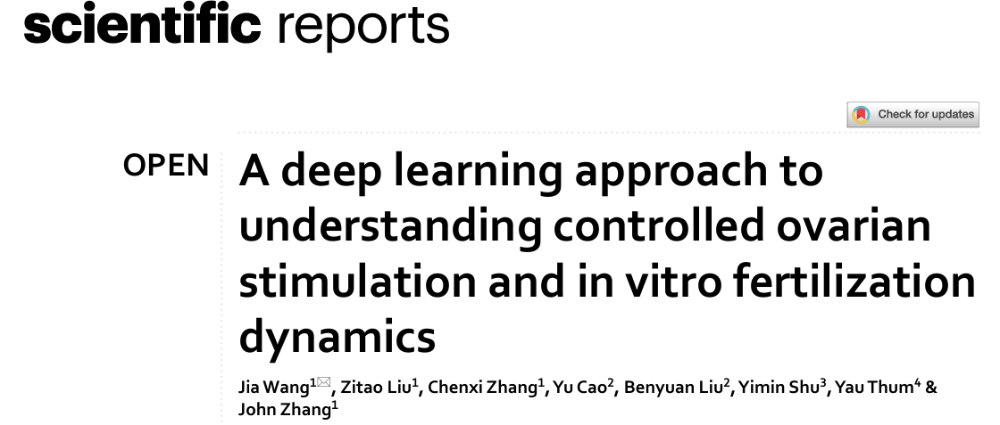 scientific reports
Check for updates
OPEN
A deep learning approach to
understanding controlled ovarian
stimulation and in vitro fertilization
dynamics
Jia Wang1✉, Zitao Liu1, Chenxi Zhang1, Yu Cao2, Benyuan Liu2, Yimin Shu3, Yau Thum4 &
John Zhang1